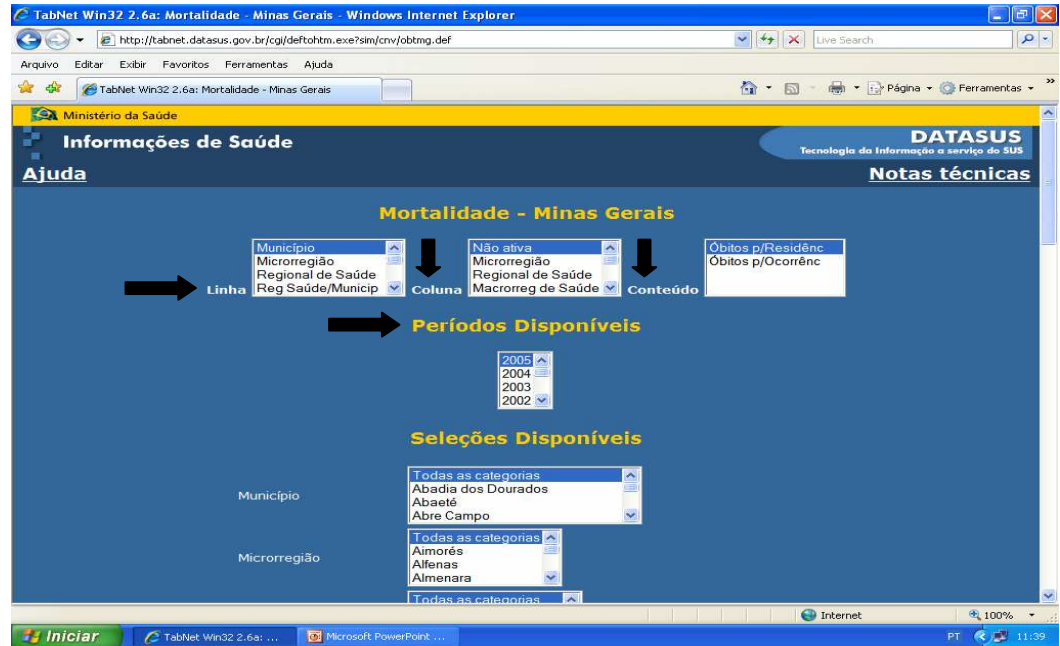 TabNet Win32 2.6a: Mortalidade - Minas Gerais - Windows Internet Explorer
http://tabnet.datasus.gov.br/cgi/deftohtm.exe?sim/cnv/obtmg.def
Live Search
Arquivo Editar Exibir Favoritos Ferramentas Ajuda
TabNet Win32 2.6a: Mortalidade - Minas Gerais
Página
Ferramentas
Ministério da Saúde
Informações de Saúde
DATASUS
Tecnologia da Informação a serviço do SUS
Ajuda
Notas técnicas
Mortalidade - Minas Gerais
Linha
Município
Microrregião
Regional de Saúde
Reg Saúde/Municip
Coluna
Não ativa
Microrregião
Regional de Saúde
Macrorreg de Saúde
Conteúdo
Óbitos p/Residênc
Óbitos p/Ocorrênc
Períodos Disponíveis
2005
2004
2003
2002
Seleções Disponíveis
Município
Todas as categorias
Abadia dos Dourados
Abaeté
Abre Campo
Microrregião
Todas as categorias
Aimorés
Alfenas
Almenara
Todas as categorias
Internet
100%
Iniciar
TabNet Win32 2.6a: ...
Microsoft PowerPoint ...
PT
11:39